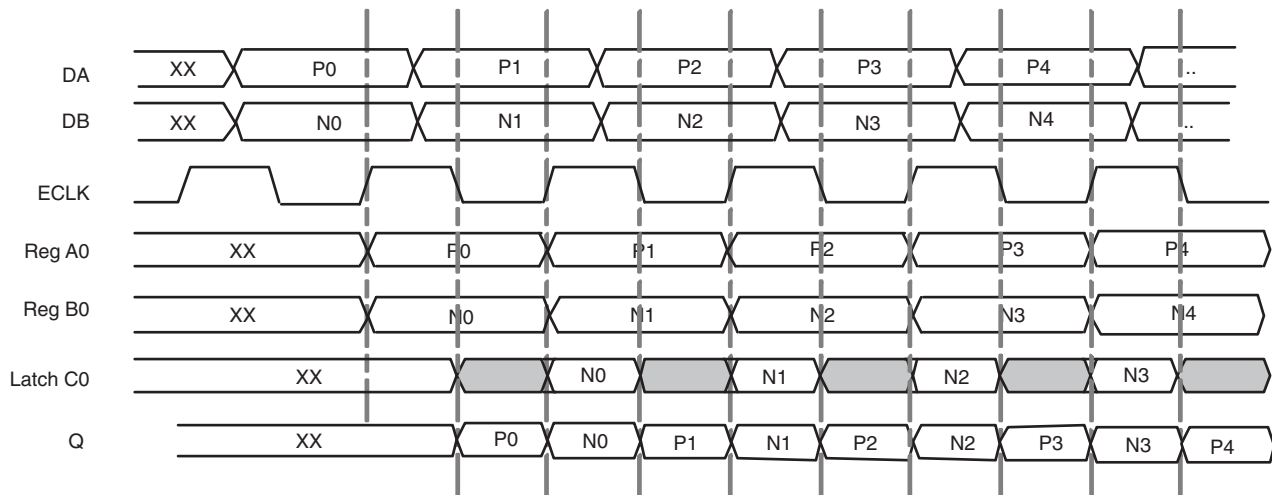 DA XX P0 P1 P2 P3 P4 ..
DB XX N0 N1 N2 N3 N4 ..
ECLK
Reg A0 XX P0 P1 P2 P3 P4
Reg B0 XX N0 N1 N2 N3 N4
Latch C0 XX N0 N1 N2 N3
Q XX P0 N0 P1 N1 P2 N2 P3 N3 P4